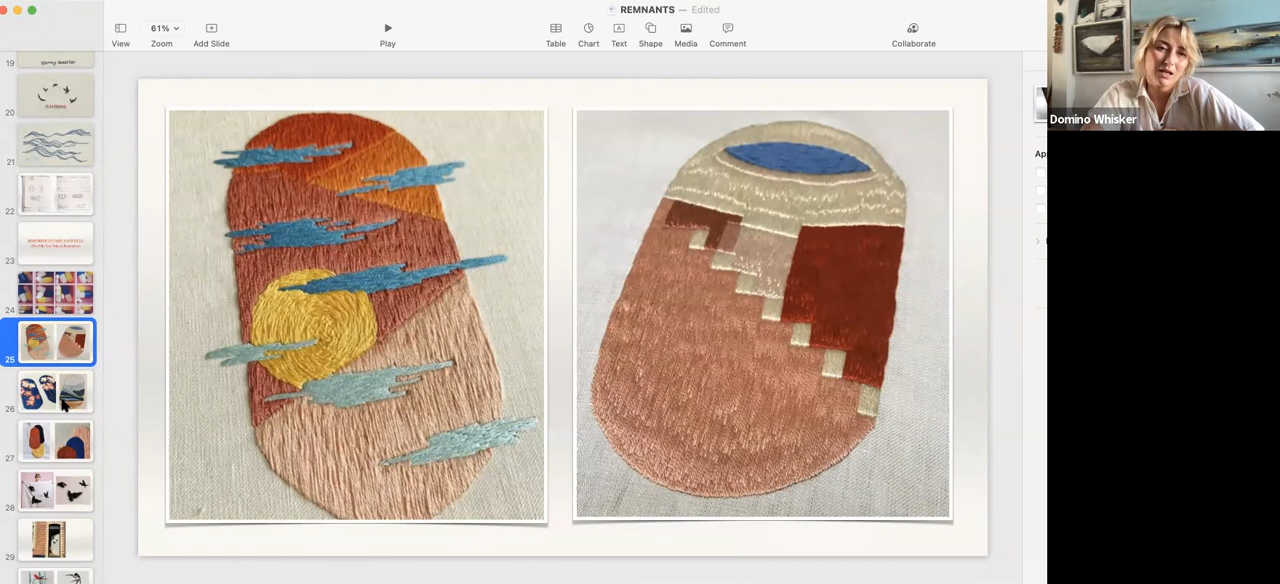 REMNANTS — Edited
61%
View
Zoom
Add Slide
Play
Table
Chart
Text
Shape
Media
Comment
Collaborate
Domino Whisker
19
20
21
22
23
24
25
26
27
28
29